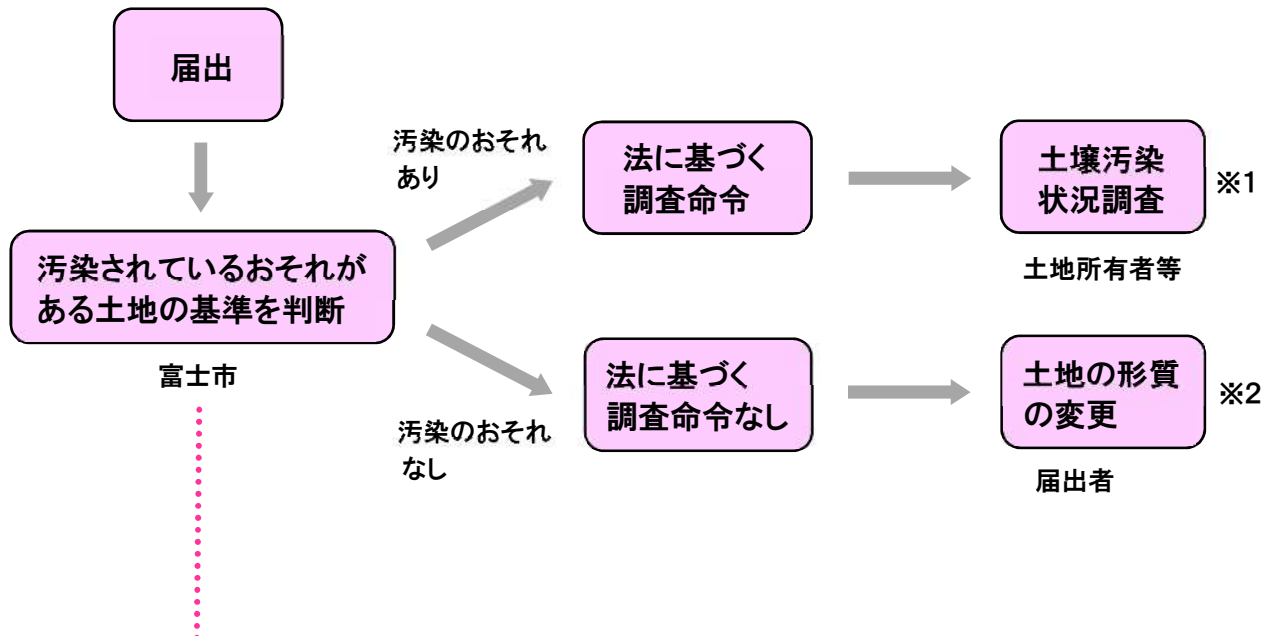 届出
汚染されているおそれが
ある土地の基準を判断
富士市
汚染のおそれ
あり
法に基づく
調査命令
土壌汚染
状況調査
※1
土地所有者等
汚染のおそれ
なし
法に基づく
調査命令なし
土地の形質
の変更
※2
届出者